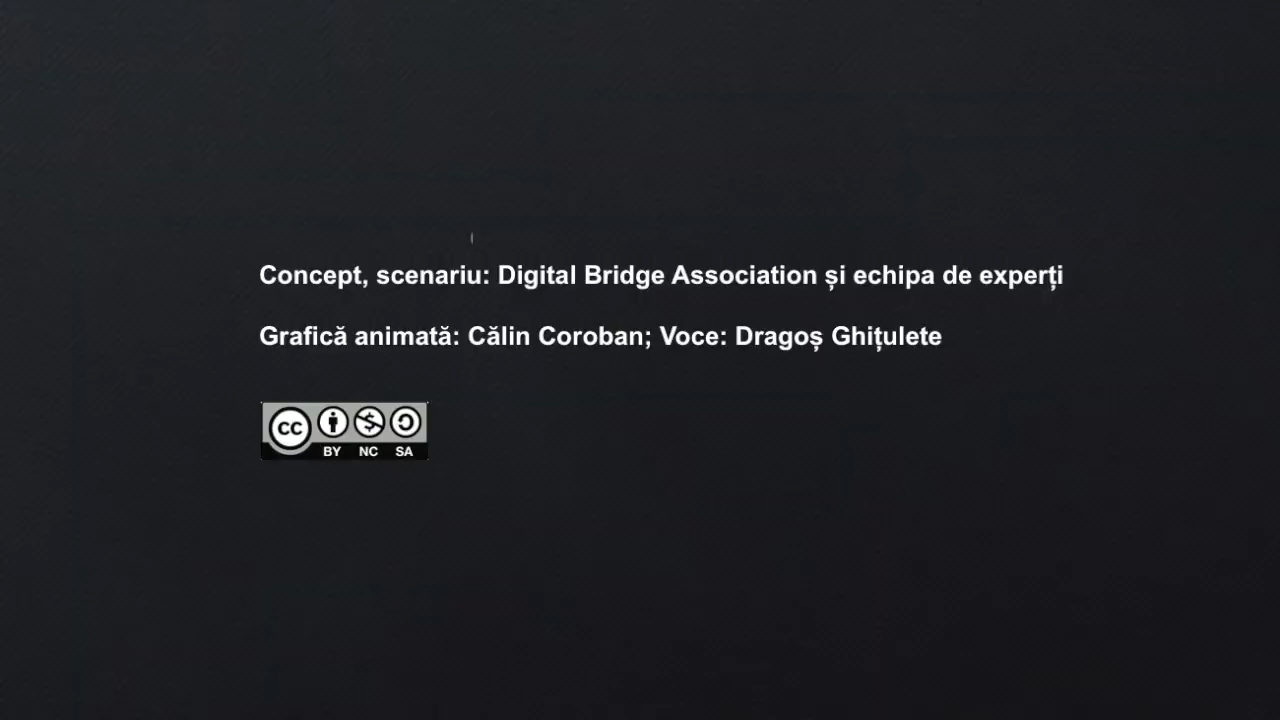 Concept, scenariu: Digital Bridge Association și echipa de experți
Grafică animată: Călin Coroban; Voce: Dragoș Ghițulete
CC BY NC SA